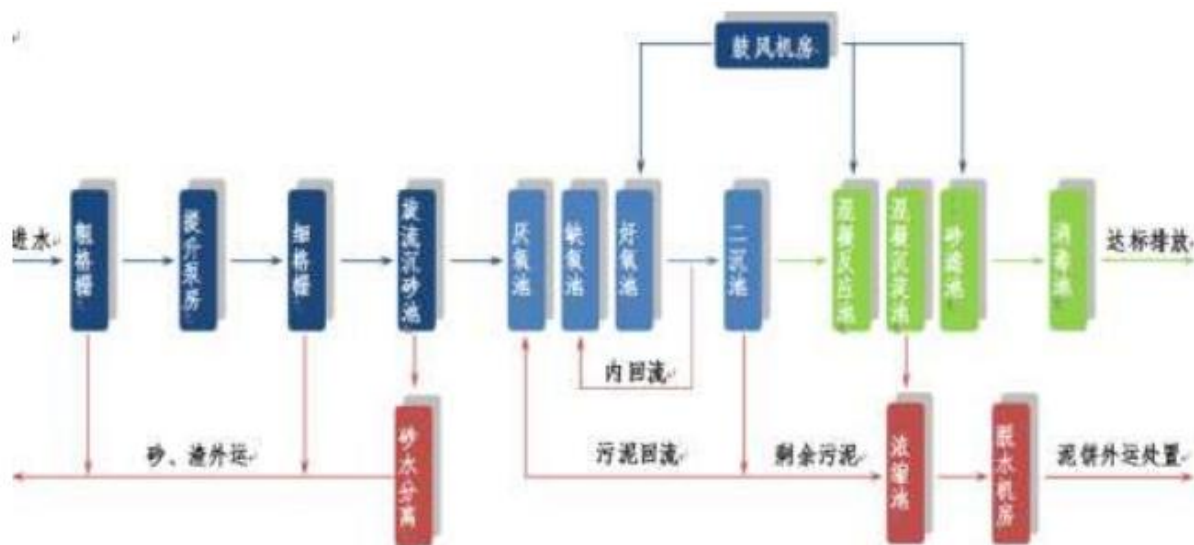 鼓风机房
进水
粗格栅
提升泵房
细格栅
旋流沉砂池
厌氧池
缺氧池
好氧池
二沉池
混凝反应池
混凝沉淀池
砂滤池
消毒池
达标排放
内回流
砂、渣外运
砂水分离
污泥回流
剩余污泥
浓缩池
脱水机房
泥饼外运处置